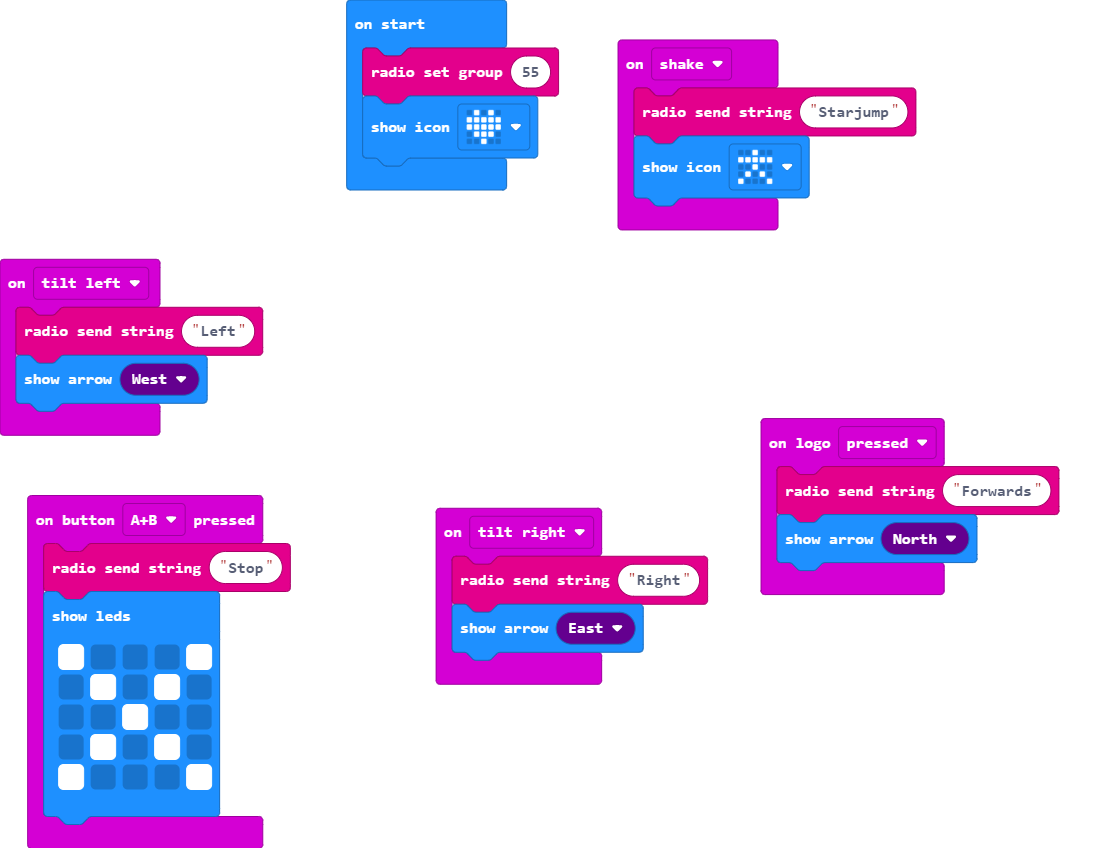 on start
radio set group 55
show icon
on shake
radio send string "Starjump"
show icon
on tilt left
radio send string "Left"
show arrow West
on logo pressed
radio send string "Forwards"
show arrow North
on button A+B pressed
radio send string "Stop"
show leds
on tilt right
radio send string "Right"
show arrow East